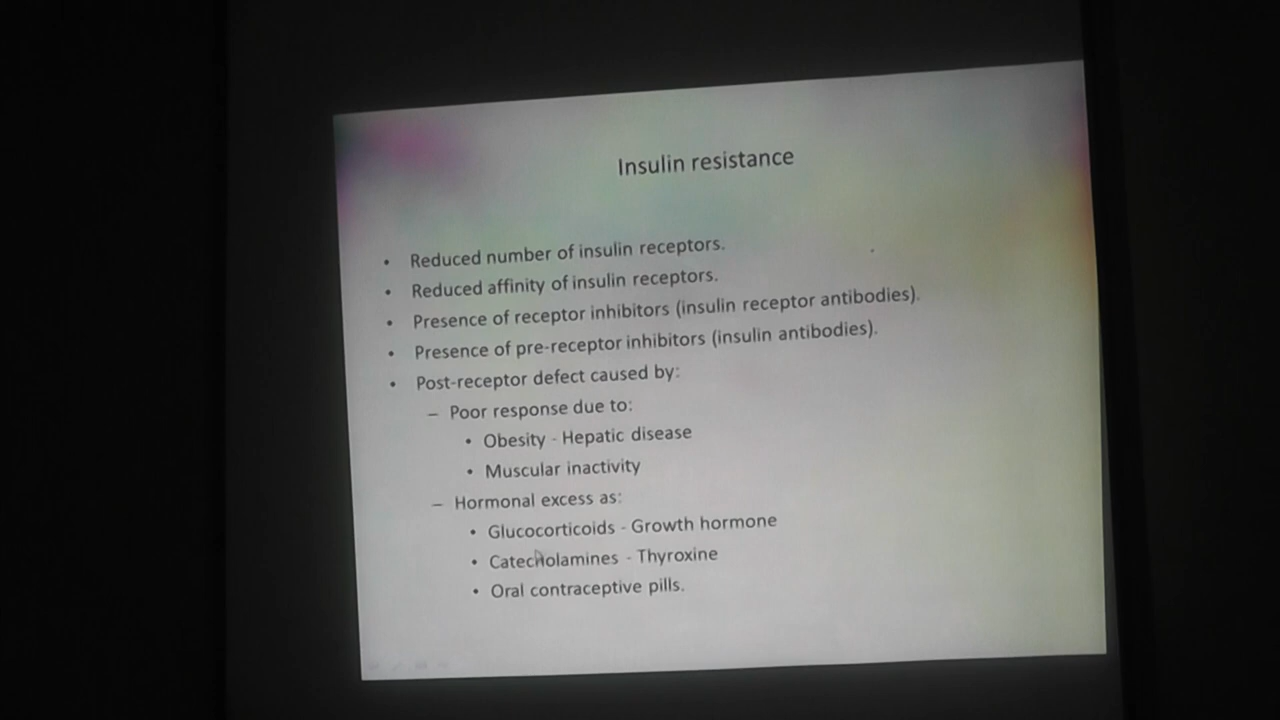 Insulin resistance
• Reduced number of insulin receptors.
• Reduced affinity of insulin receptors.
• Presence of receptor inhibitors (insulin receptor antibodies).
• Presence of pre-receptor inhibitors (insulin antibodies).
• Post-receptor defect caused by:
– Poor response due to:
• Obesity - Hepatic disease
• Muscular inactivity
– Hormonal excess as:
• Glucocorticoids - Growth hormone
• Catecholamines - Thyroxine
• Oral contraceptive pills.